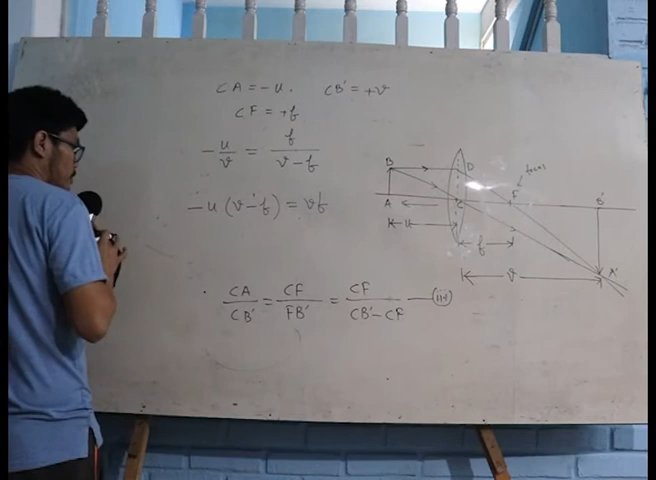 CA = -u. CB' = +v
CF = +f
-u/v = f/(v-f)
-u(v-f) = vf
CA/CB' = CF/FB' = CF/(CB'-CF) —(iv)
B D focus
A C F B'
u
f
v A'